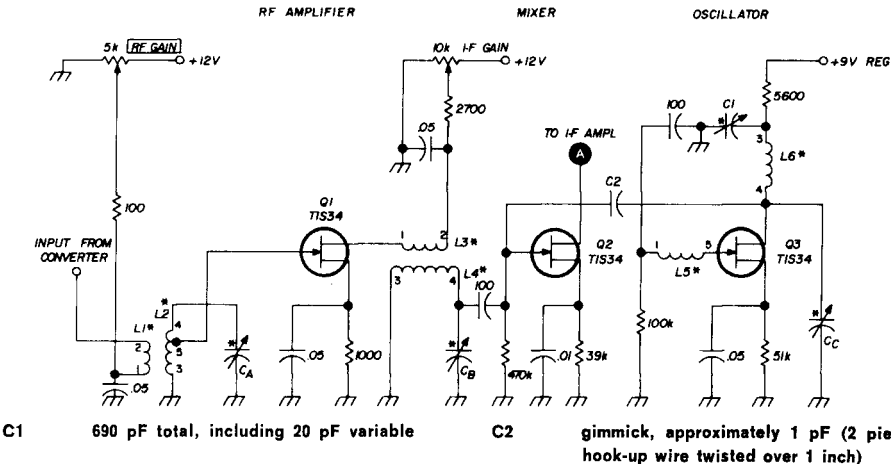 RF AMPLIFIER
MIXER
OSCILLATOR
5k RF GAIN +12V
10k I-F GAIN +12V
+9V REG
2700
5600
100
C1
*
.05
TO I-F AMPL
A
3
L6*
4
C2
100
Q1
TIS34
INPUT FROM
CONVERTER
1 2 L3*
Q2
TIS34
1 5
L5*
Q3
TIS34
L4*
3 4
100
*
L2
L1*
4
2
5
1
3
*
CA
.05
.05
1000
*
CB
470k
.01
39k
100k
.05
51k
*
CC
C1 690 pF total, including 20 pF variable
C2 gimmick, approximately 1 pF (2 pie
hook-up wire twisted over 1 inch)